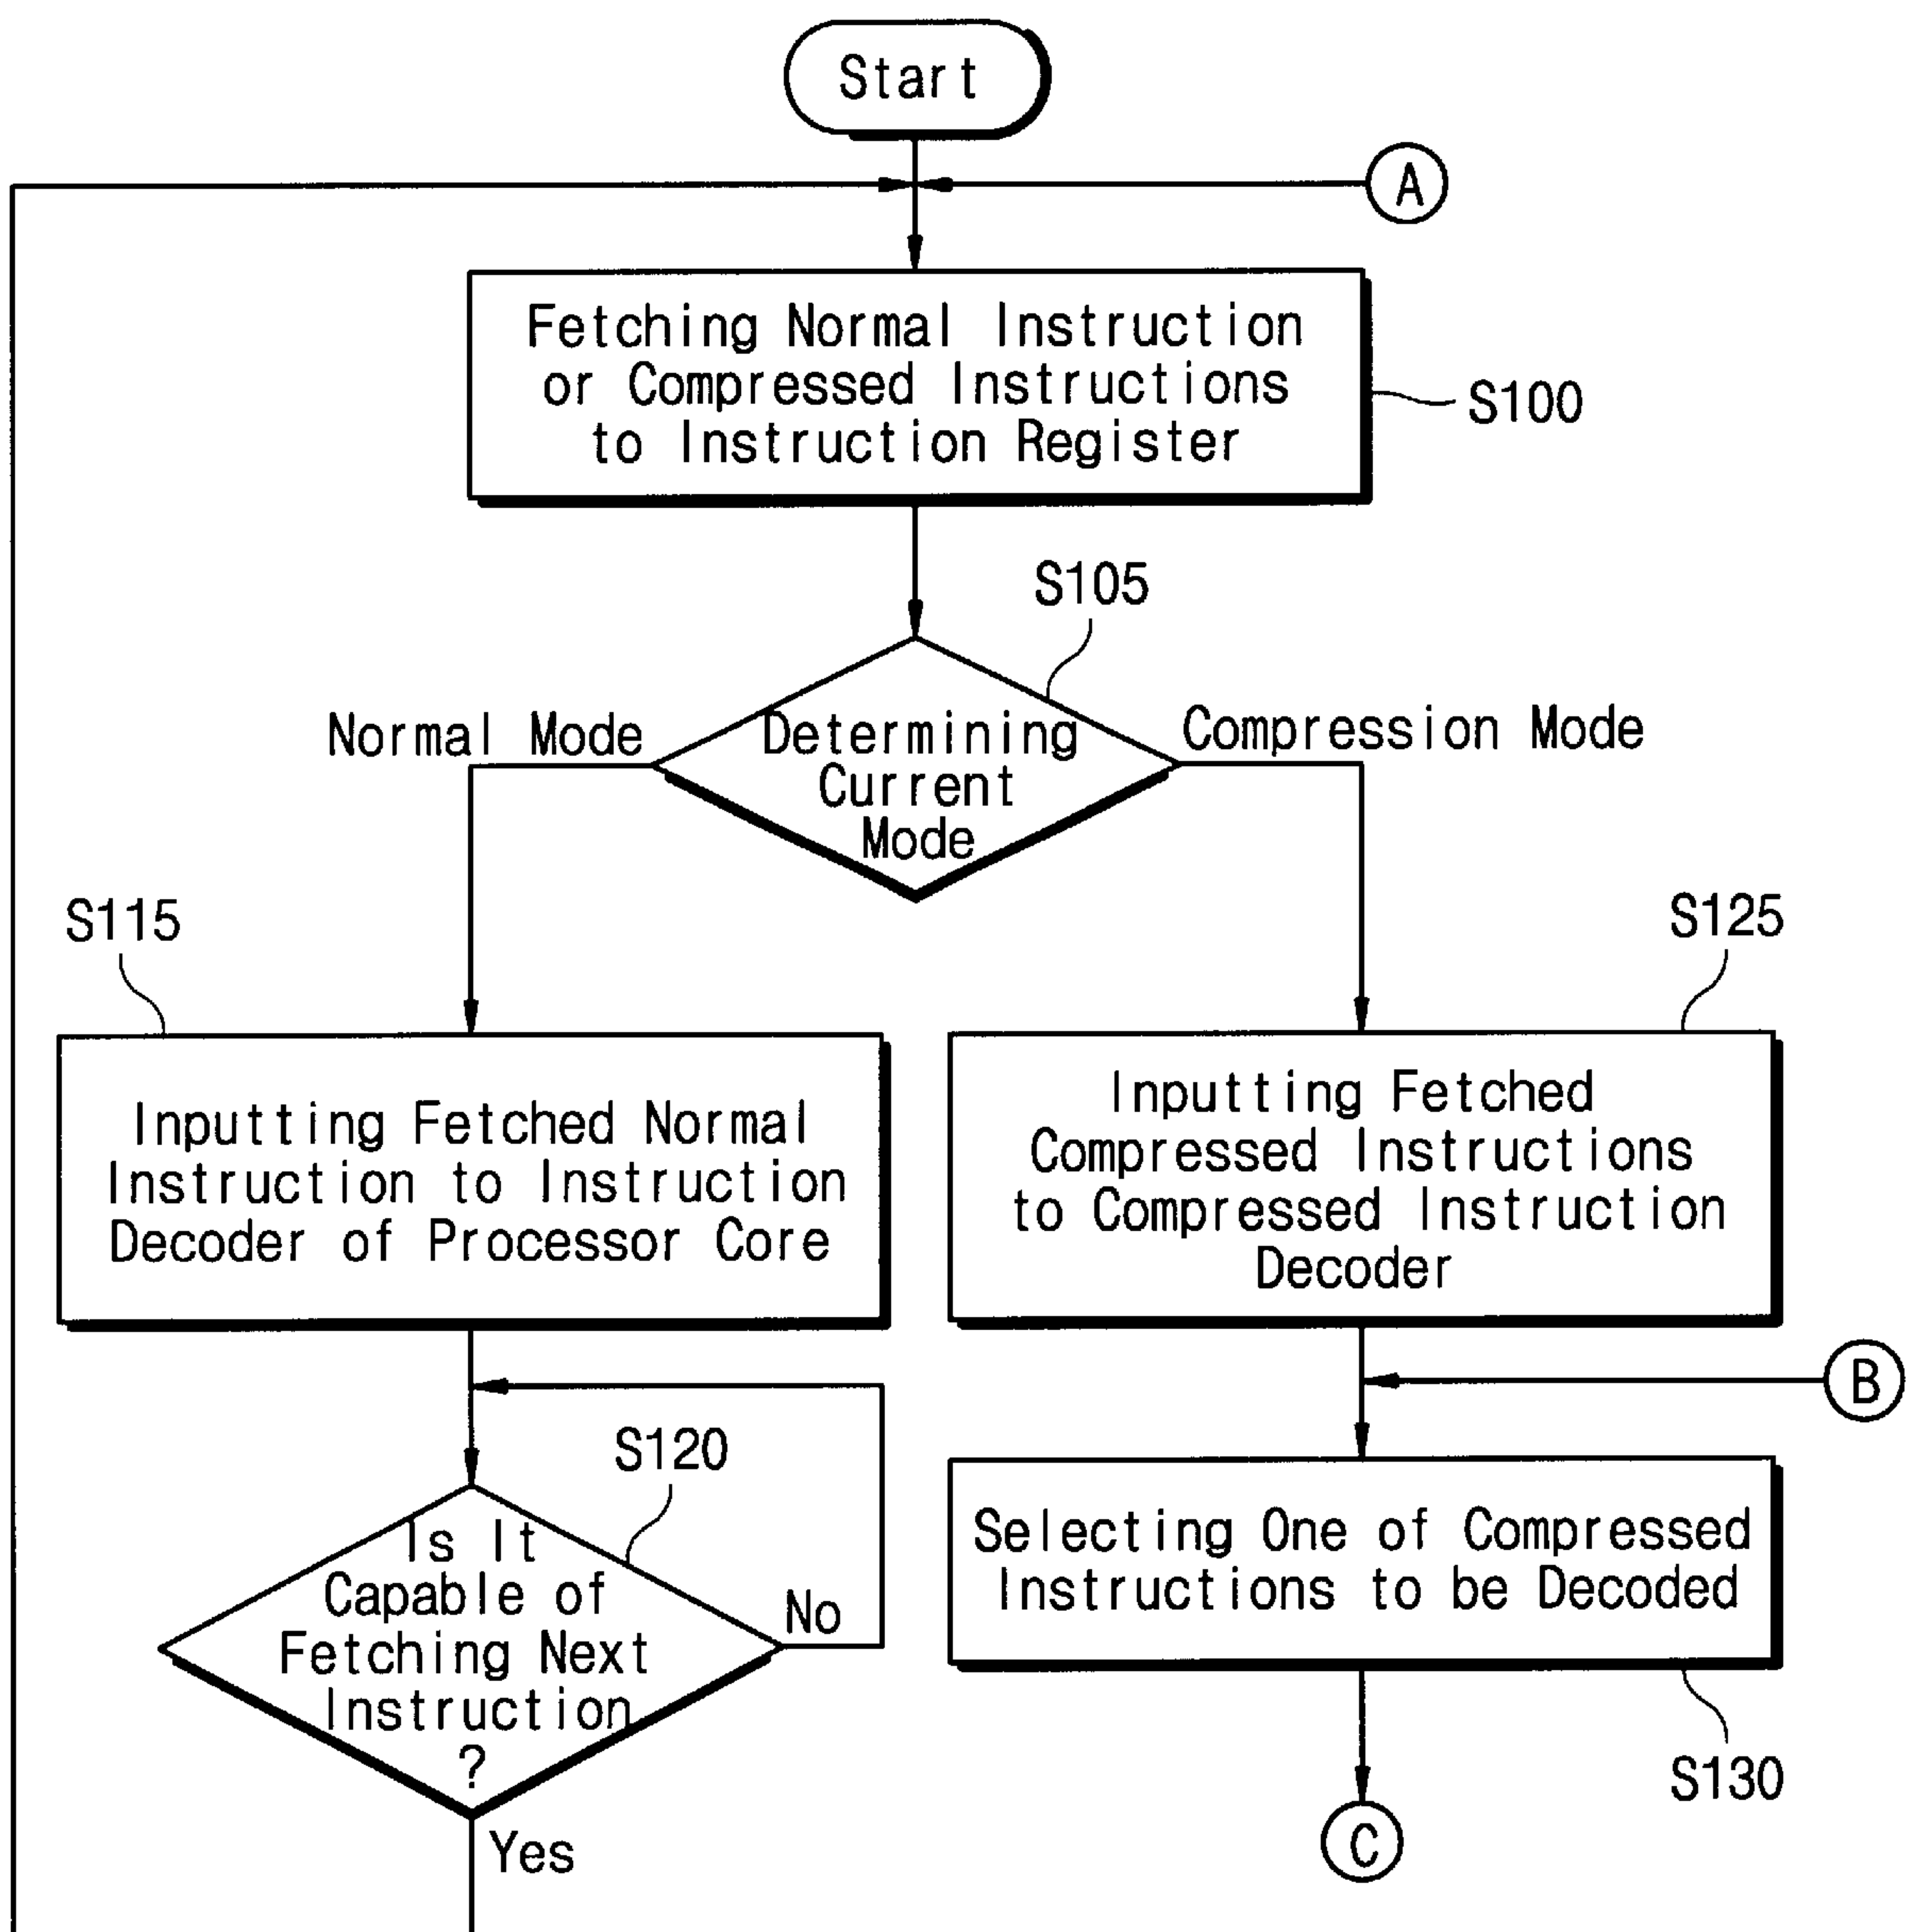 Start
A
Fetching Normal Instruction
or Compressed Instructions
to Instruction Register
S100
S105
Normal Mode
Determining
Current
Mode
Compression Mode
S115
S125
Inputting Fetched Normal
Instruction to Instruction
Decoder of Processor Core
Inputting Fetched
Compressed Instructions
to Compressed Instruction
Decoder
B
S120
Is It
Capable of
Fetching Next
Instruction
?
No
Yes
Selecting One of Compressed
Instructions to be Decoded
S130
C